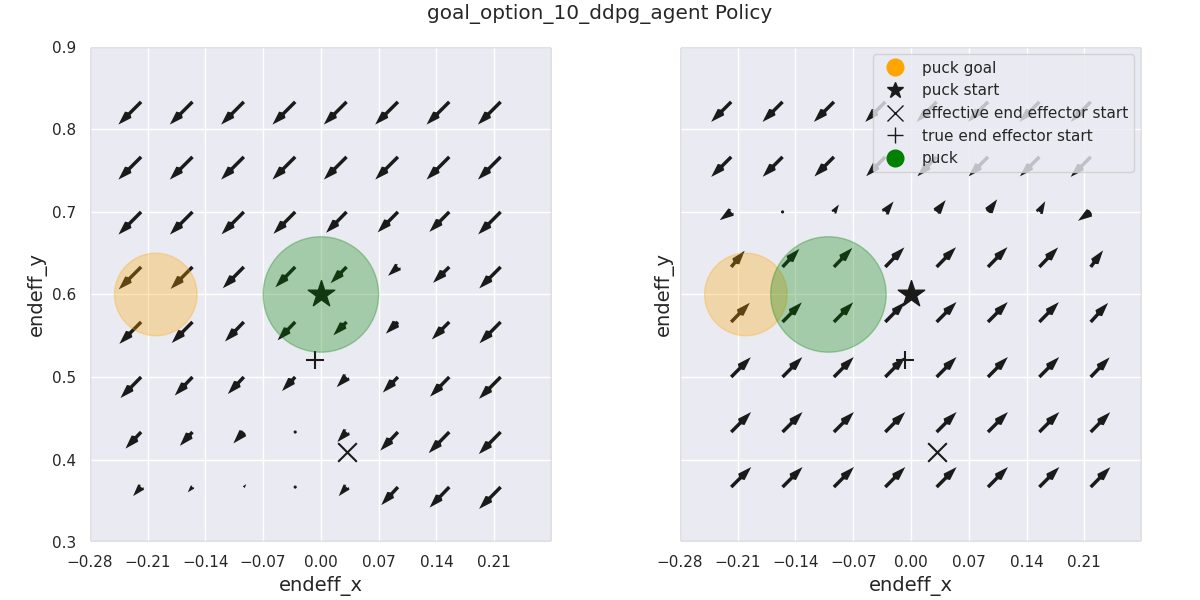 goal_option_10_ddpg_agent Policy
0.9
0.8
0.7
0.6
0.5
0.4
0.3
endeff_y
−0.28 −0.21 −0.14 −0.07 0.00 0.07 0.14 0.21
endeff_x
puck goal
puck start
effective end effector start
true end effector start
puck
endeff_y
−0.28 −0.21 −0.14 −0.07 0.00 0.07 0.14 0.21
endeff_x